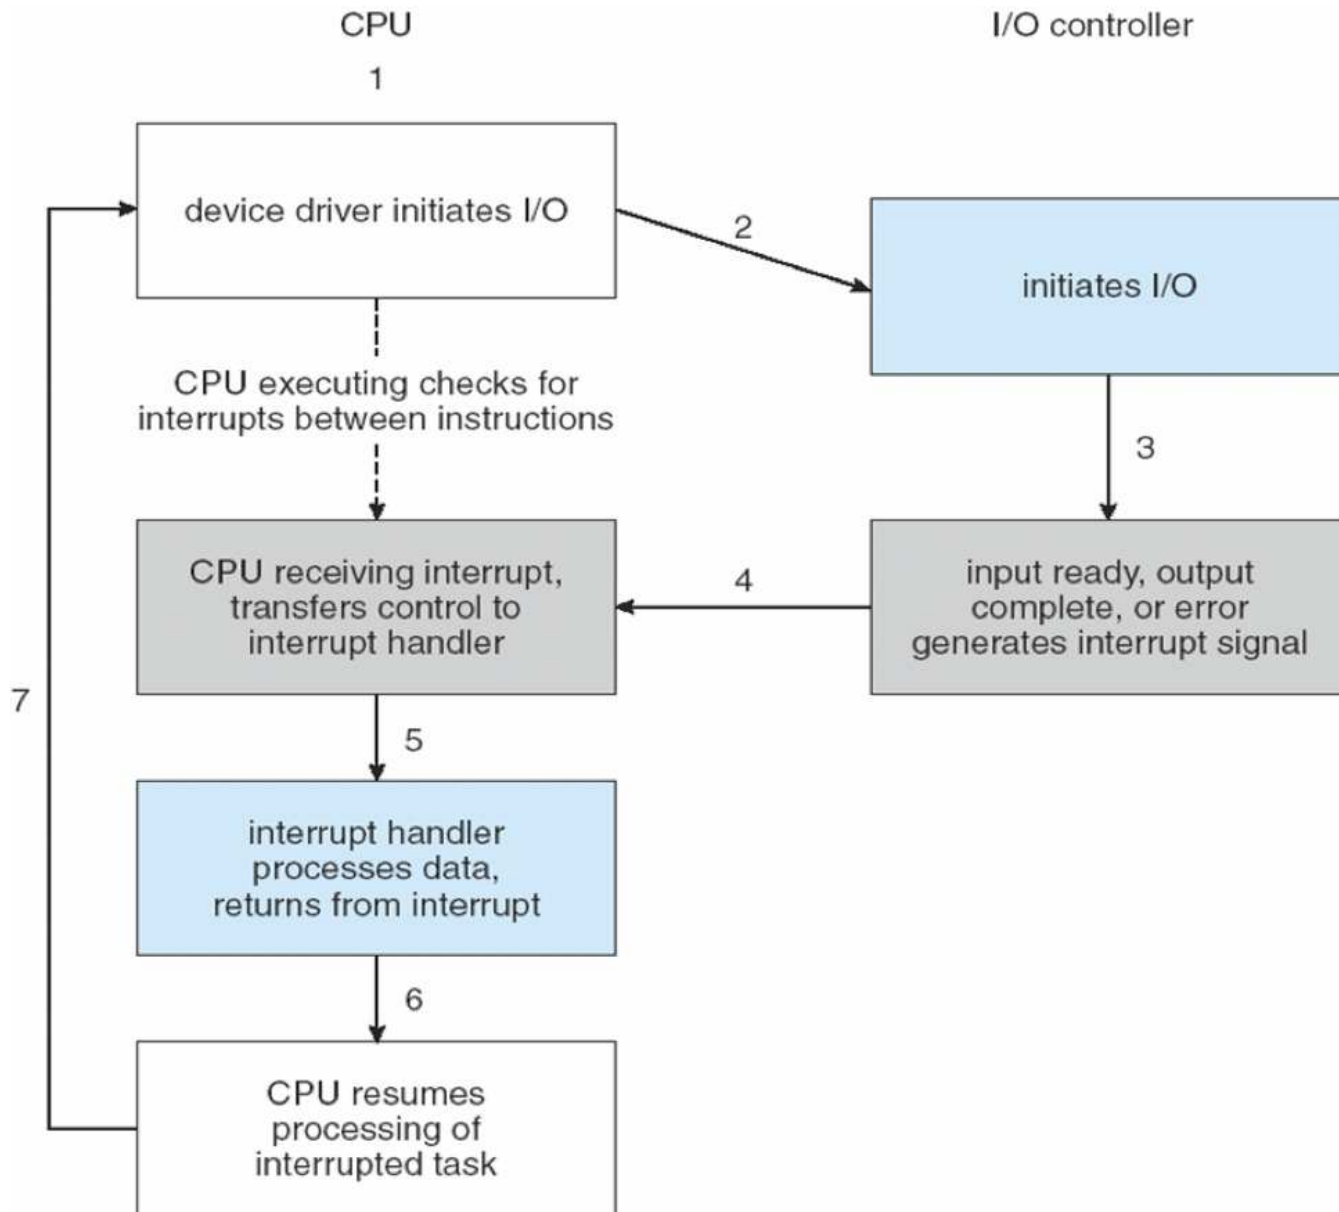 CPU
I/O controller
1
device driver initiates I/O
2
initiates I/O
CPU executing checks for
interrupts between instructions
3
CPU receiving interrupt,
transfers control to
interrupt handler
4
input ready, output
complete, or error
generates interrupt signal
7
5
interrupt handler
processes data,
returns from interrupt
6
CPU resumes
processing of
interrupted task